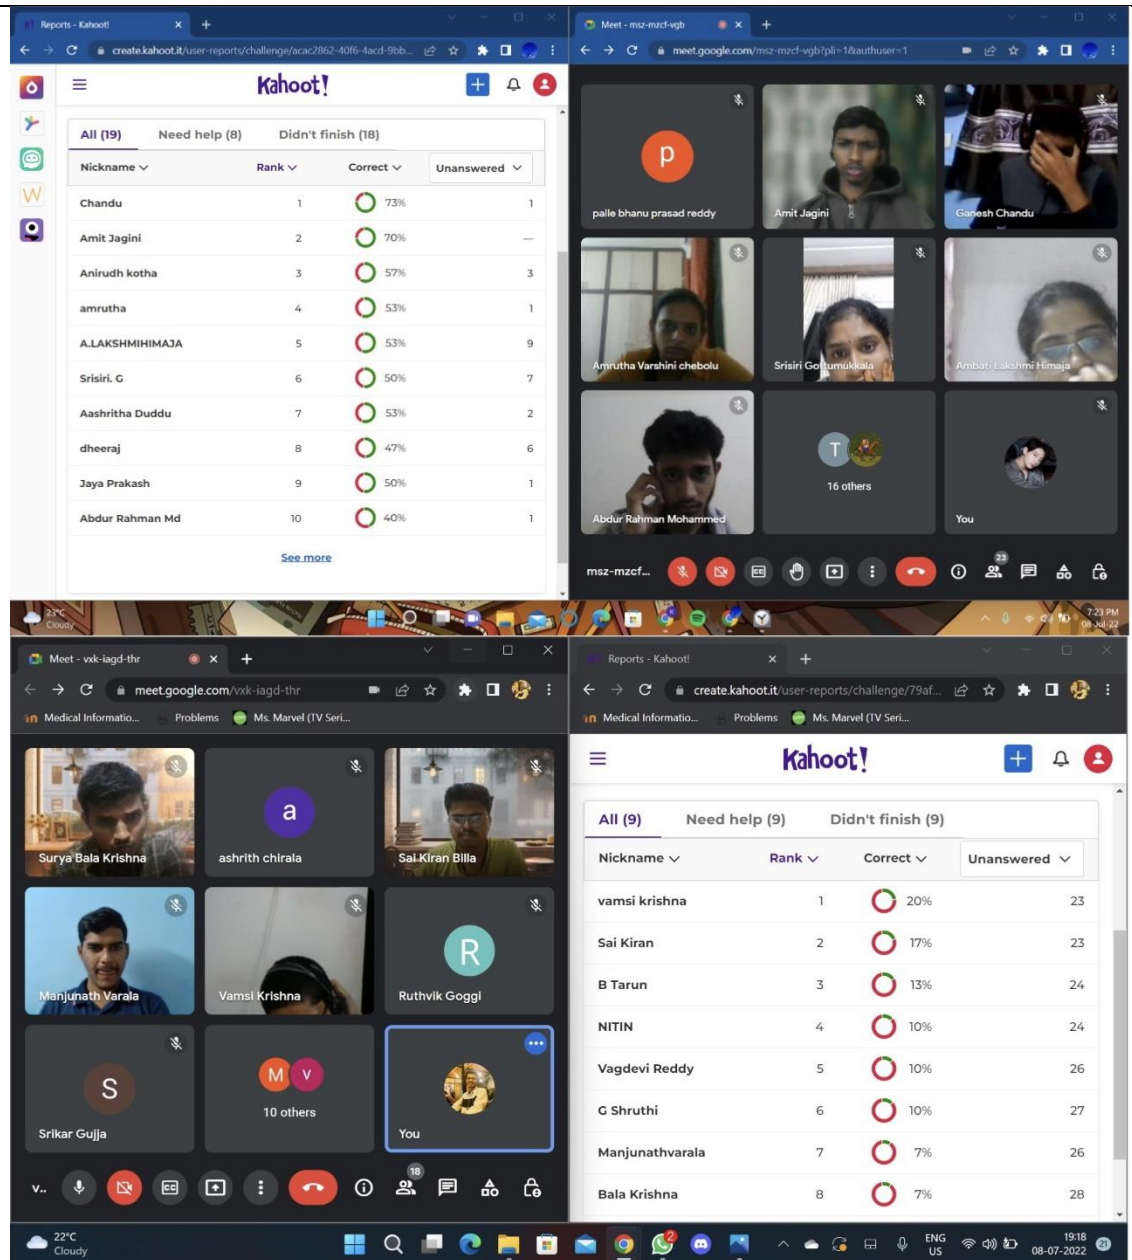 Reports - Kahoot!
create.kahoot.it/user-reports/challenge/acac2862-40f6-4acd-9bb...
Kahoot!
All (19) Need help (8) Didn't finish (18)
Nickname Rank Correct Unanswered
Chandu 1 73% 1
Amit Jagini 2 70% —
Anirudh kotha 3 57% 3
amrutha 4 53% 1
A.LAKSHMIHIMAJA 5 53% 9
Srisiri. G 6 50% 7
Aashritha Duddu 7 53% 2
dheeraj 8 47% 6
Jaya Prakash 9 50% 1
Abdur Rahman Md 10 40% 1
See more
Meet - msz-mzcf-vgb
meet.google.com/msz-mzcf-vgb?pli=1&authuser=1
p
palle bhanu prasad reddy
Amit Jagini
Ganesh Chandu
Amrutha Varshini chebolu
Srisiri Gottumukkala
Ambati Lakshmi Himaja
Abdur Rahman Mohammed
T
16 others
You
msz-mzcf...
CC
23
23°C
Cloudy
7:23 PM
08-Jul-22
Meet - vxk-iagd-thr
meet.google.com/vxk-iagd-thr
Medical Informatio... Problems Ms. Marvel (TV Seri...
Surya Bala Krishna
a
ashrith chirala
Sai Kiran Billa
Manjunath Varala
Vamsi Krishna
R
Ruthvik Goggi
S
Srikar Gujja
M V
10 others
You
v..
CC
18
Reports - Kahoot!
create.kahoot.it/user-reports/challenge/79af...
Medical Informatio... Problems Ms. Marvel (TV Seri...
Kahoot!
All (9) Need help (9) Didn't finish (9)
Nickname Rank Correct Unanswered
vamsi krishna 1 20% 23
Sai Kiran 2 17% 23
B Tarun 3 13% 24
NITIN 4 10% 24
Vagdevi Reddy 5 10% 26
G Shruthi 6 10% 27
Manjunathvarala 7 7% 26
Bala Krishna 8 7% 28
22°C
Cloudy
2
ENG
US
19:18
08-07-2022
21